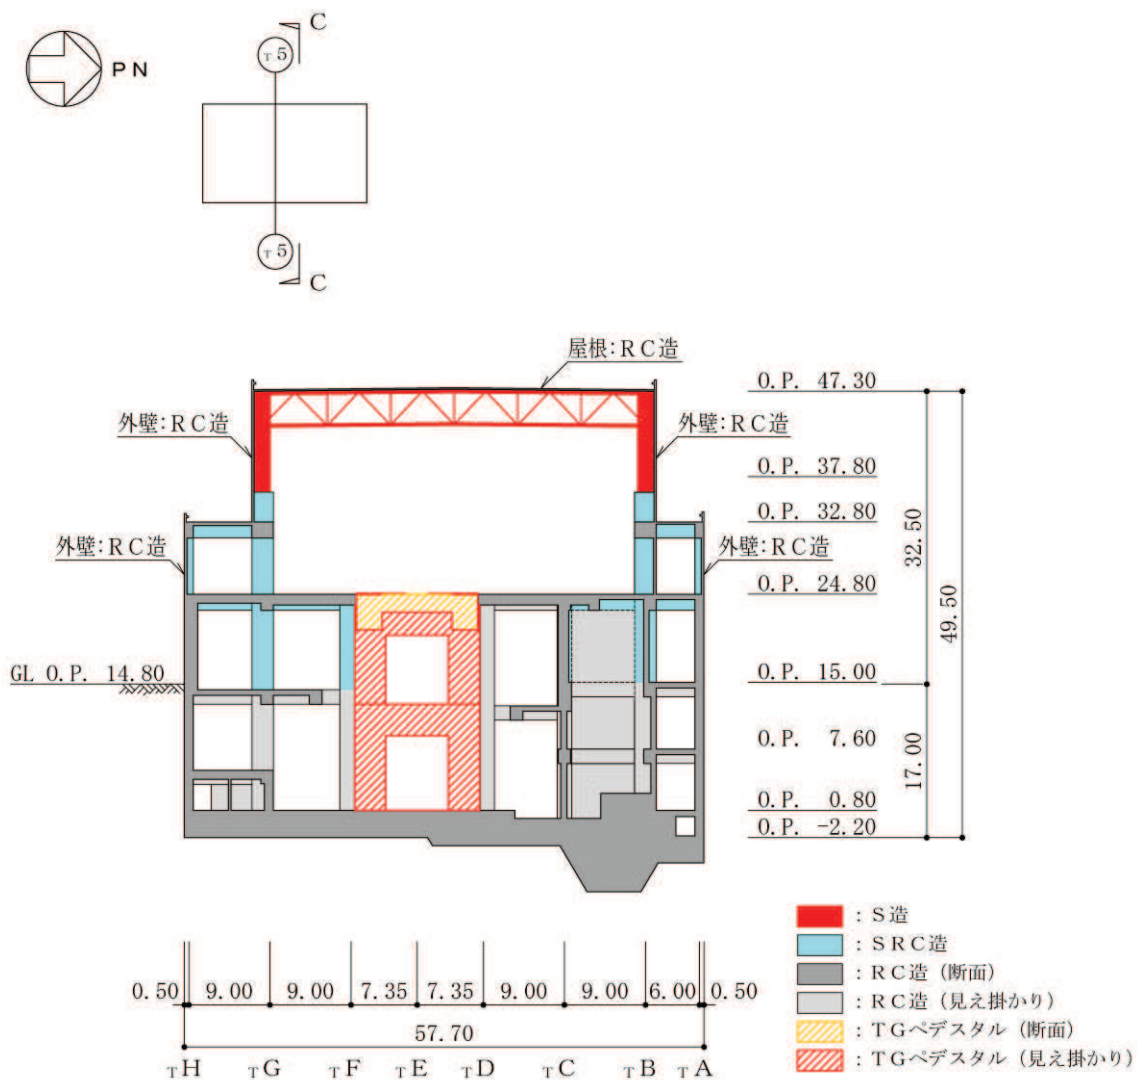 C
T5
PN
T5
C
屋根:RC造
O.P. 47.30
外壁:RC造
外壁:RC造
O.P. 37.80
O.P. 32.80
32.50
外壁:RC造
外壁:RC造
O.P. 24.80
49.50
GL O.P. 14.80
O.P. 15.00
O.P. 7.60
17.00
O.P. 0.80
O.P. -2.20
: S造
: SRC造
: RC造 (断面)
: RC造 (見え掛かり)
: TGペデスタル (断面)
: TGペデスタル (見え掛かり)
0.50 9.00 9.00 7.35 7.35 9.00 9.00 6.00 0.50
57.70
TH TG TF TE TD TC TB TA